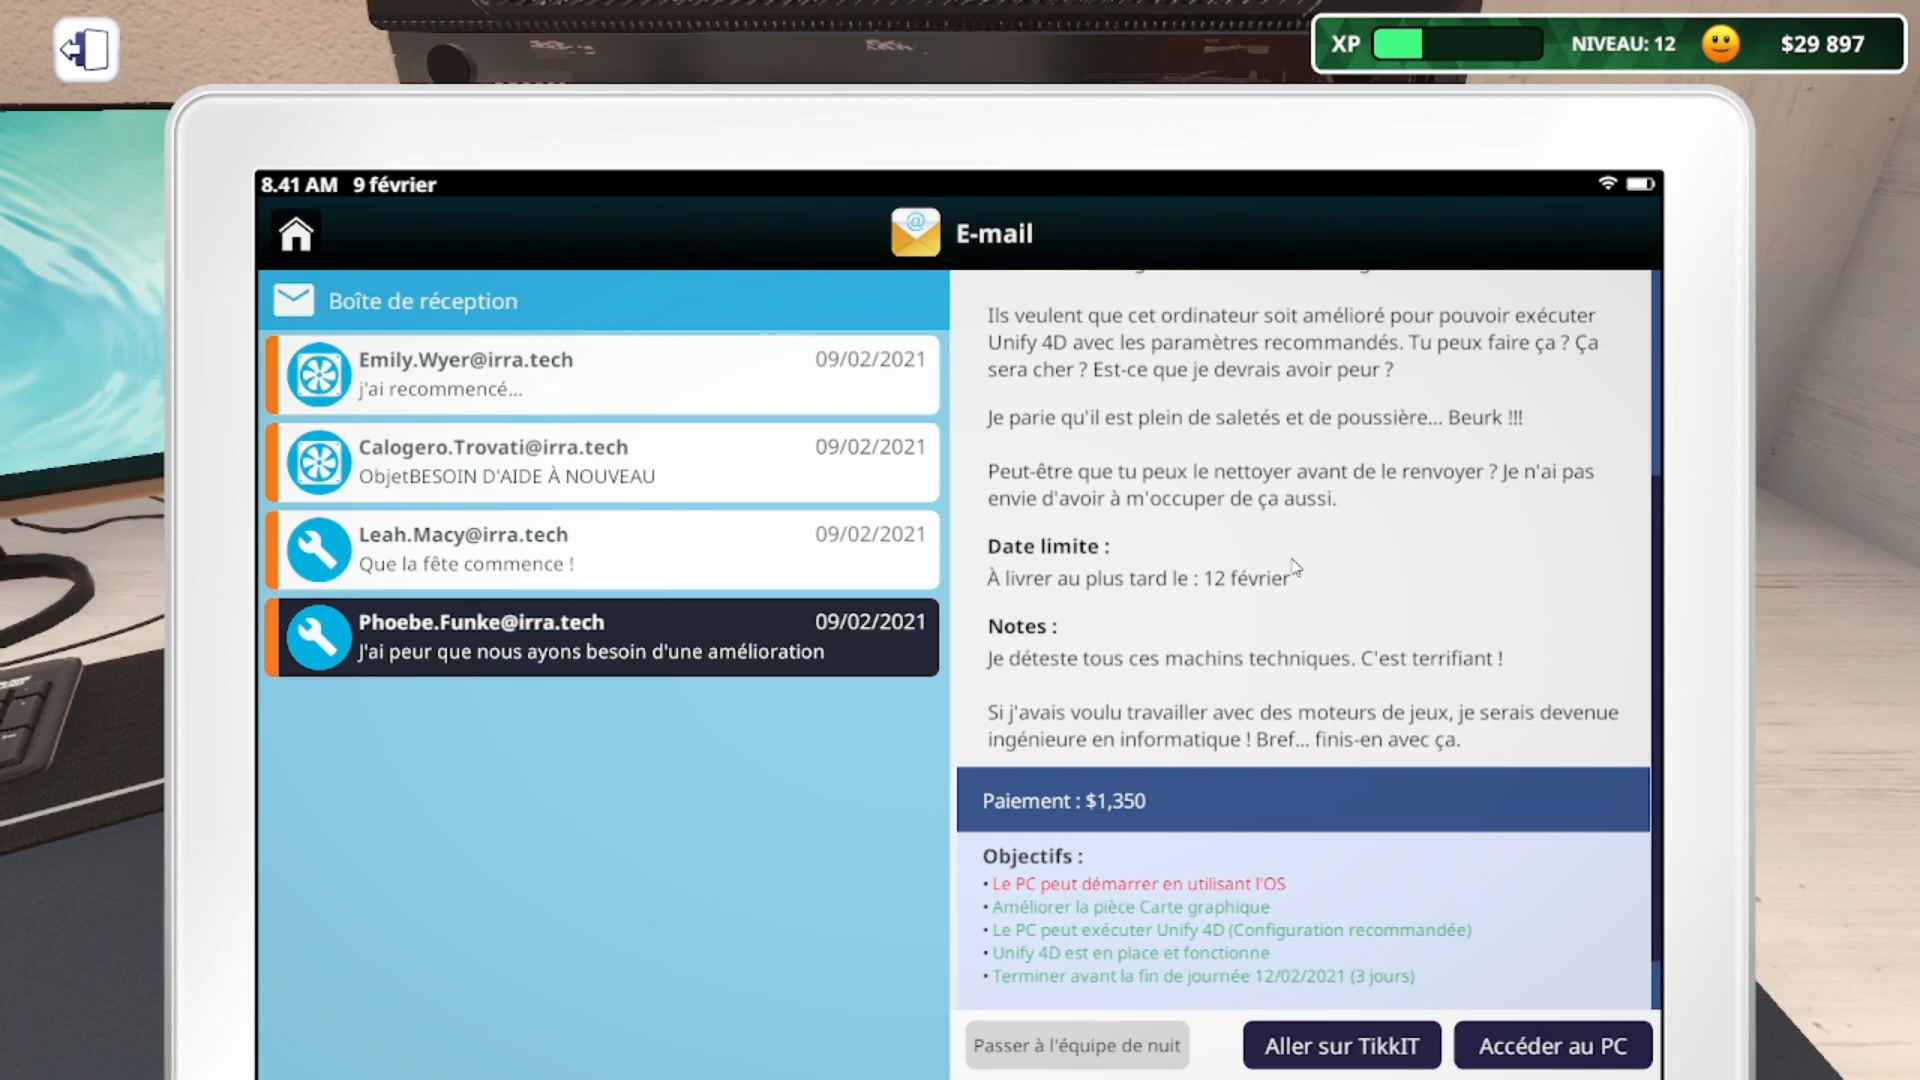 XP
NIVEAU: 12
$29 897
8.41 AM 9 février
E-mail
Boîte de réception
Emily.Wyer@irra.tech 09/02/2021
j'ai recommencé...
Calogero.Trovati@irra.tech 09/02/2021
ObjetBESOIN D'AIDE À NOUVEAU
Leah.Macy@irra.tech 09/02/2021
Que la fête commence !
Phoebe.Funke@irra.tech 09/02/2021
J'ai peur que nous ayons besoin d'une amélioration
Ils veulent que cet ordinateur soit amélioré pour pouvoir exécuter
Unify 4D avec les paramètres recommandés. Tu peux faire ça ? Ça
sera cher ? Est-ce que je devrais avoir peur ?
Je parie qu'il est plein de saletés et de poussière... Beurk !!!
Peut-être que tu peux le nettoyer avant de le renvoyer ? Je n'ai pas
envie d'avoir à m'occuper de ça aussi.
Date limite :
À livrer au plus tard le : 12 février
Notes :
Je déteste tous ces machins techniques. C'est terrifiant !
Si j'avais voulu travailler avec des moteurs de jeux, je serais devenue
ingénieure en informatique ! Bref... finis-en avec ça.
Paiement : $1,350
Objectifs :
• Le PC peut démarrer en utilisant l'OS
• Améliorer la pièce Carte graphique
• Le PC peut exécuter Unify 4D (Configuration recommandée)
• Unify 4D est en place et fonctionne
• Terminer avant la fin de journée 12/02/2021 (3 jours)
Passer à l'équipe de nuit
Aller sur TikkIT
Accéder au PC